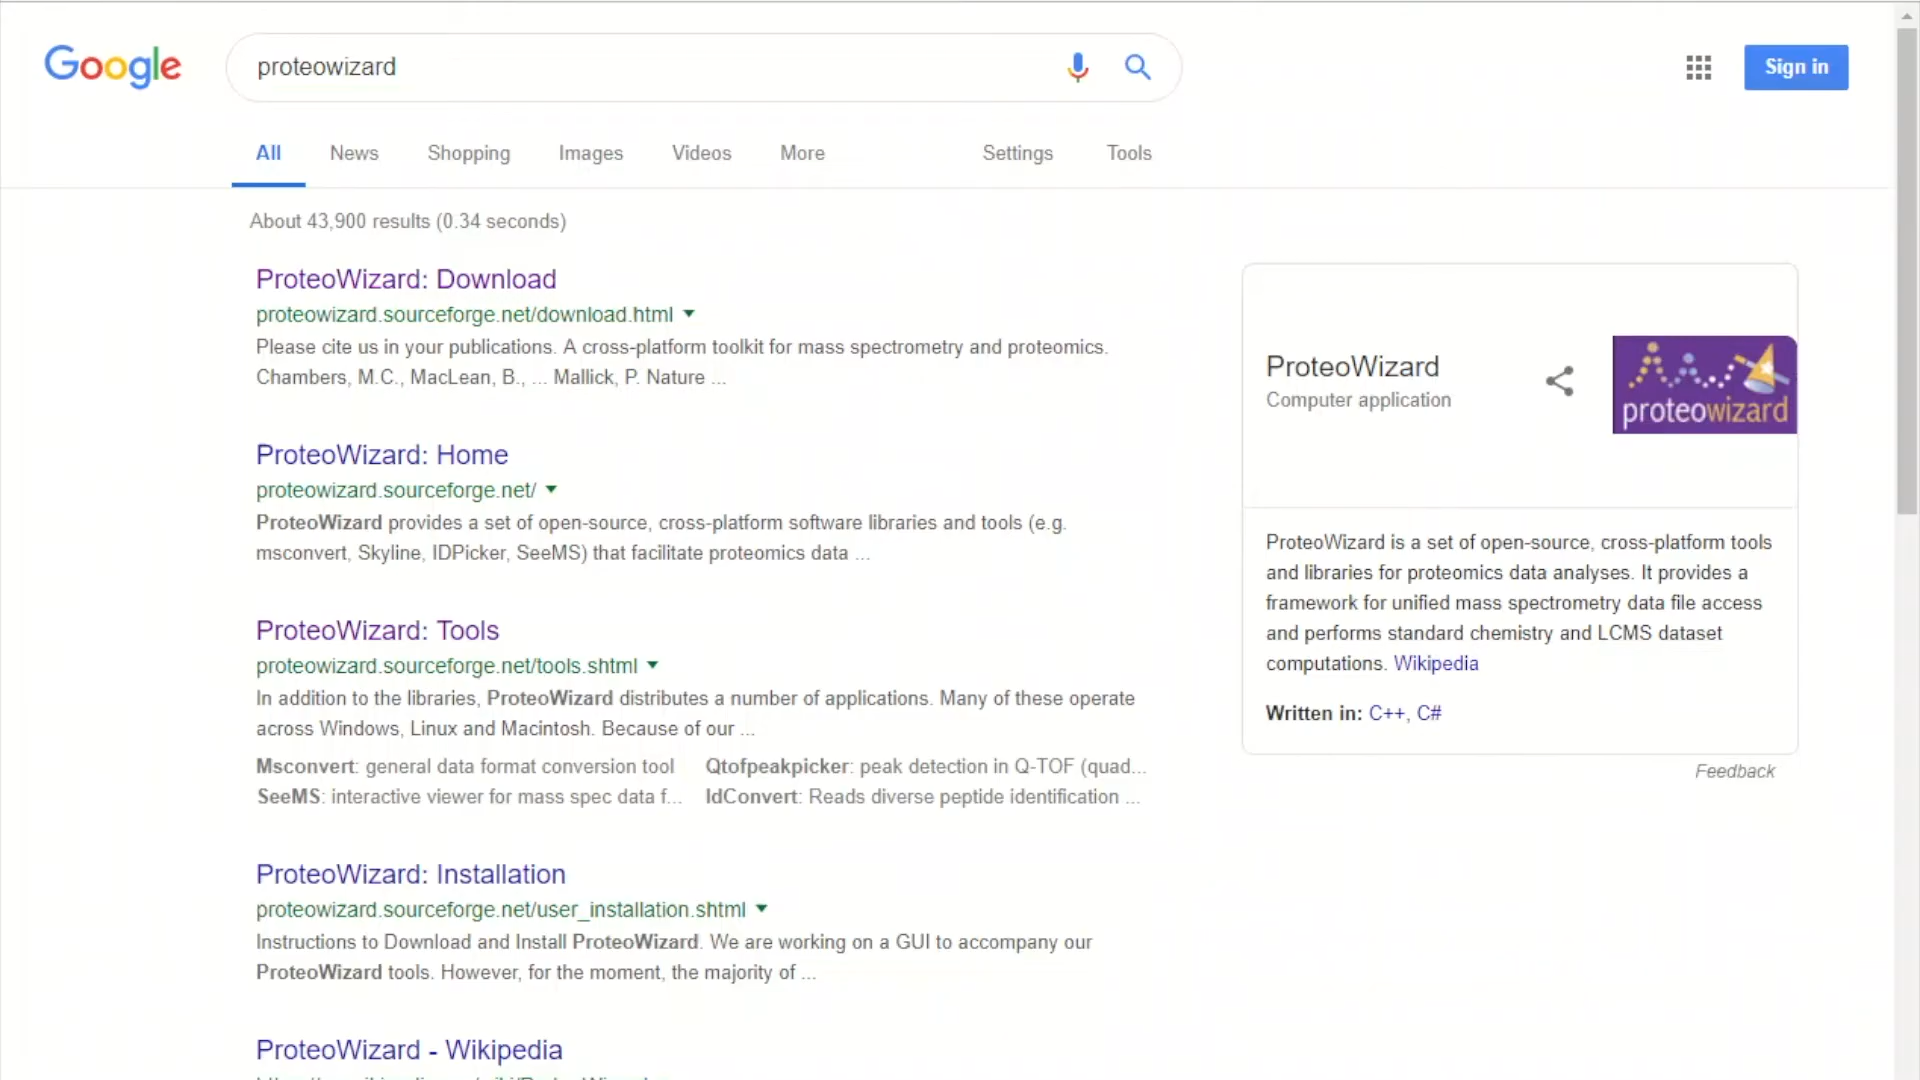 Google
proteowizard
Sign in
All News Shopping Images Videos More Settings Tools
About 43,900 results (0.34 seconds)
ProteoWizard: Download
proteowizard.sourceforge.net/download.html
Please cite us in your publications. A cross-platform toolkit for mass spectrometry and proteomics.
Chambers, M.C., MacLean, B., ... Mallick, P. Nature ...
ProteoWizard: Home
proteowizard.sourceforge.net/
ProteoWizard provides a set of open-source, cross-platform software libraries and tools (e.g.
msconvert, Skyline, IDPicker, SeeMS) that facilitate proteomics data ...
ProteoWizard: Tools
proteowizard.sourceforge.net/tools.shtml
In addition to the libraries, ProteoWizard distributes a number of applications. Many of these operate
across Windows, Linux and Macintosh. Because of our ...
Msconvert: general data format conversion tool Qtofpeakpicker: peak detection in Q-TOF (quad...
SeeMS: interactive viewer for mass spec data f... IdConvert: Reads diverse peptide identification ...
ProteoWizard: Installation
proteowizard.sourceforge.net/user_installation.shtml
Instructions to Download and Install ProteoWizard. We are working on a GUI to accompany our
ProteoWizard tools. However, for the moment, the majority of ...
ProteoWizard - Wikipedia
ProteoWizard
Computer application
proteowizard
ProteoWizard is a set of open-source, cross-platform tools
and libraries for proteomics data analyses. It provides a
framework for unified mass spectrometry data file access
and performs standard chemistry and LCMS dataset
computations. Wikipedia
Written in: C++, C#
Feedback